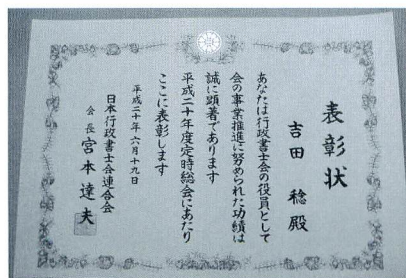 表彰状
吉田 稔殿
あなたは行政書士会の役員として
会の事業推進に努められた功績は
誠に顕著であります
平成二十年度定時総会にあたり
ここに表彰します
平成二十年六月十九日
日本行政書士会連合会
会長 宮本達夫